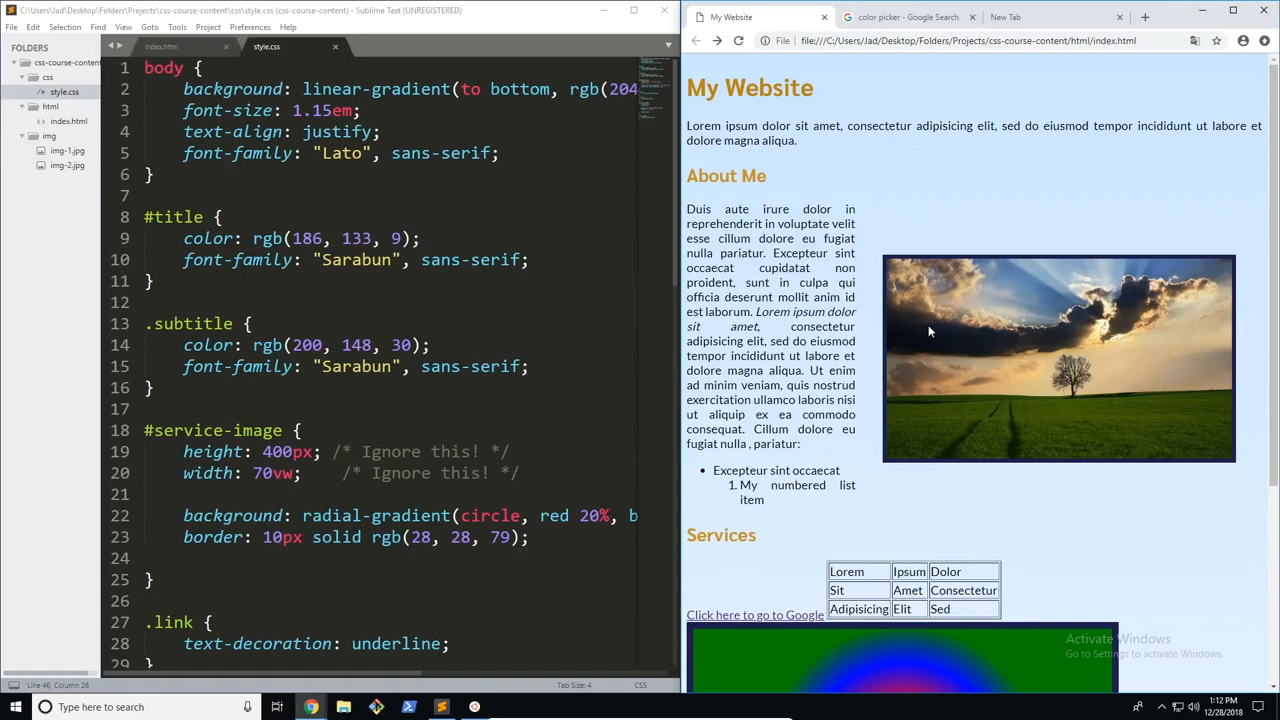 C:\Users\Jad\Desktop\Folders\Projects\css-course-content\css\style.css (css-course-content) - Sublime Text (UNREGISTERED)
File Edit Selection Find View Goto Tools Project Preferences Help
FOLDERS
css-course-content
css
/* style.css
html
<> index.html
img
img-1.jpg
img-2.jpg
index.html
style.css
1 body {
2 background: linear-gradient(to bottom, rgb(204
3 font-size: 1.15em;
4 text-align: justify;
5 font-family: "Lato", sans-serif;
6 }
7
8 #title {
9 color: rgb(186, 133, 9);
10 font-family: "Sarabun", sans-serif;
11 }
12
13 .subtitle {
14 color: rgb(200, 148, 30);
15 font-family: "Sarabun", sans-serif;
16 }
17
18 #service-image {
19 height: 400px; /* Ignore this! */
20 width: 70vw; /* Ignore this! */
21
22 background: radial-gradient(circle, red 20%, b
23 border: 10px solid rgb(28, 28, 79);
24
25 }
26
27 .link {
28 text-decoration: underline;
29 }
Line 46, Column 26
Tab Size: 4
CSS
My Website
color picker - Google Search
New Tab
File | file:///C:/Users/Jad/Desktop/Folders/Projects/css-course-content/html/index.html
My Website
Lorem ipsum dolor sit amet, consectetur adipisicing elit, sed do eiusmod tempor incididunt ut labore et
dolore magna aliqua.
About Me
Duis aute irure dolor in
reprehenderit in voluptate velit
esse cillum dolore eu fugiat
nulla pariatur. Excepteur sint
occaecat cupidatat non
proident, sunt in culpa qui
officia deserunt mollit anim id
est laborum. Lorem ipsum dolor
sit amet, consectetur
adipisicing elit, sed do eiusmod
tempor incididunt ut labore et
dolore magna aliqua. Ut enim
ad minim veniam, quis nostrud
exercitation ullamco laboris nisi
ut aliquip ex ea commodo
consequat. Cillum dolore eu
fugiat nulla , pariatur:
• Excepteur sint occaecat
1. My numbered list
item
Services
Lorem Ipsum Dolor
Sit Amet Consectetur
Adipisicing Elit Sed
Click here to go to Google
Activate Windows
Go to Settings to activate Windows.
Type here to search
1:12 PM
12/28/2018